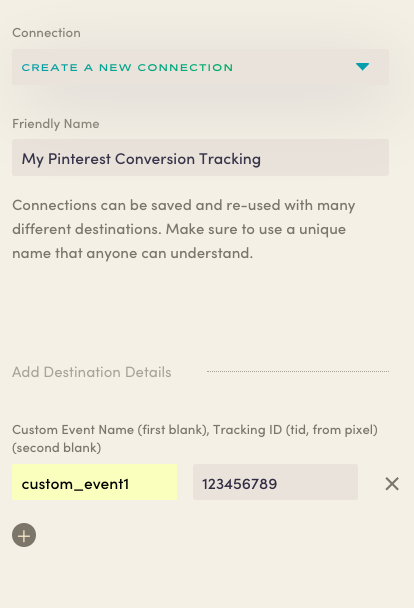 Connection
CREATE A NEW CONNECTION
Friendly Name
My Pinterest Conversion Tracking
Connections can be saved and re-used with many
different destinations. Make sure to use a unique
name that anyone can understand.
Add Destination Details
Custom Event Name (first blank), Tracking ID (tid, from pixel)
(second blank)
custom_event1 123456789